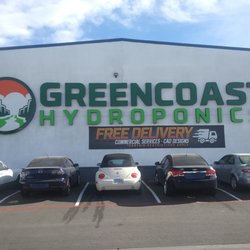 GREENCOAST
HYDROPONIC
FREE DELIVERY
COMMERCIAL SERVICES - CAD DESIGNS